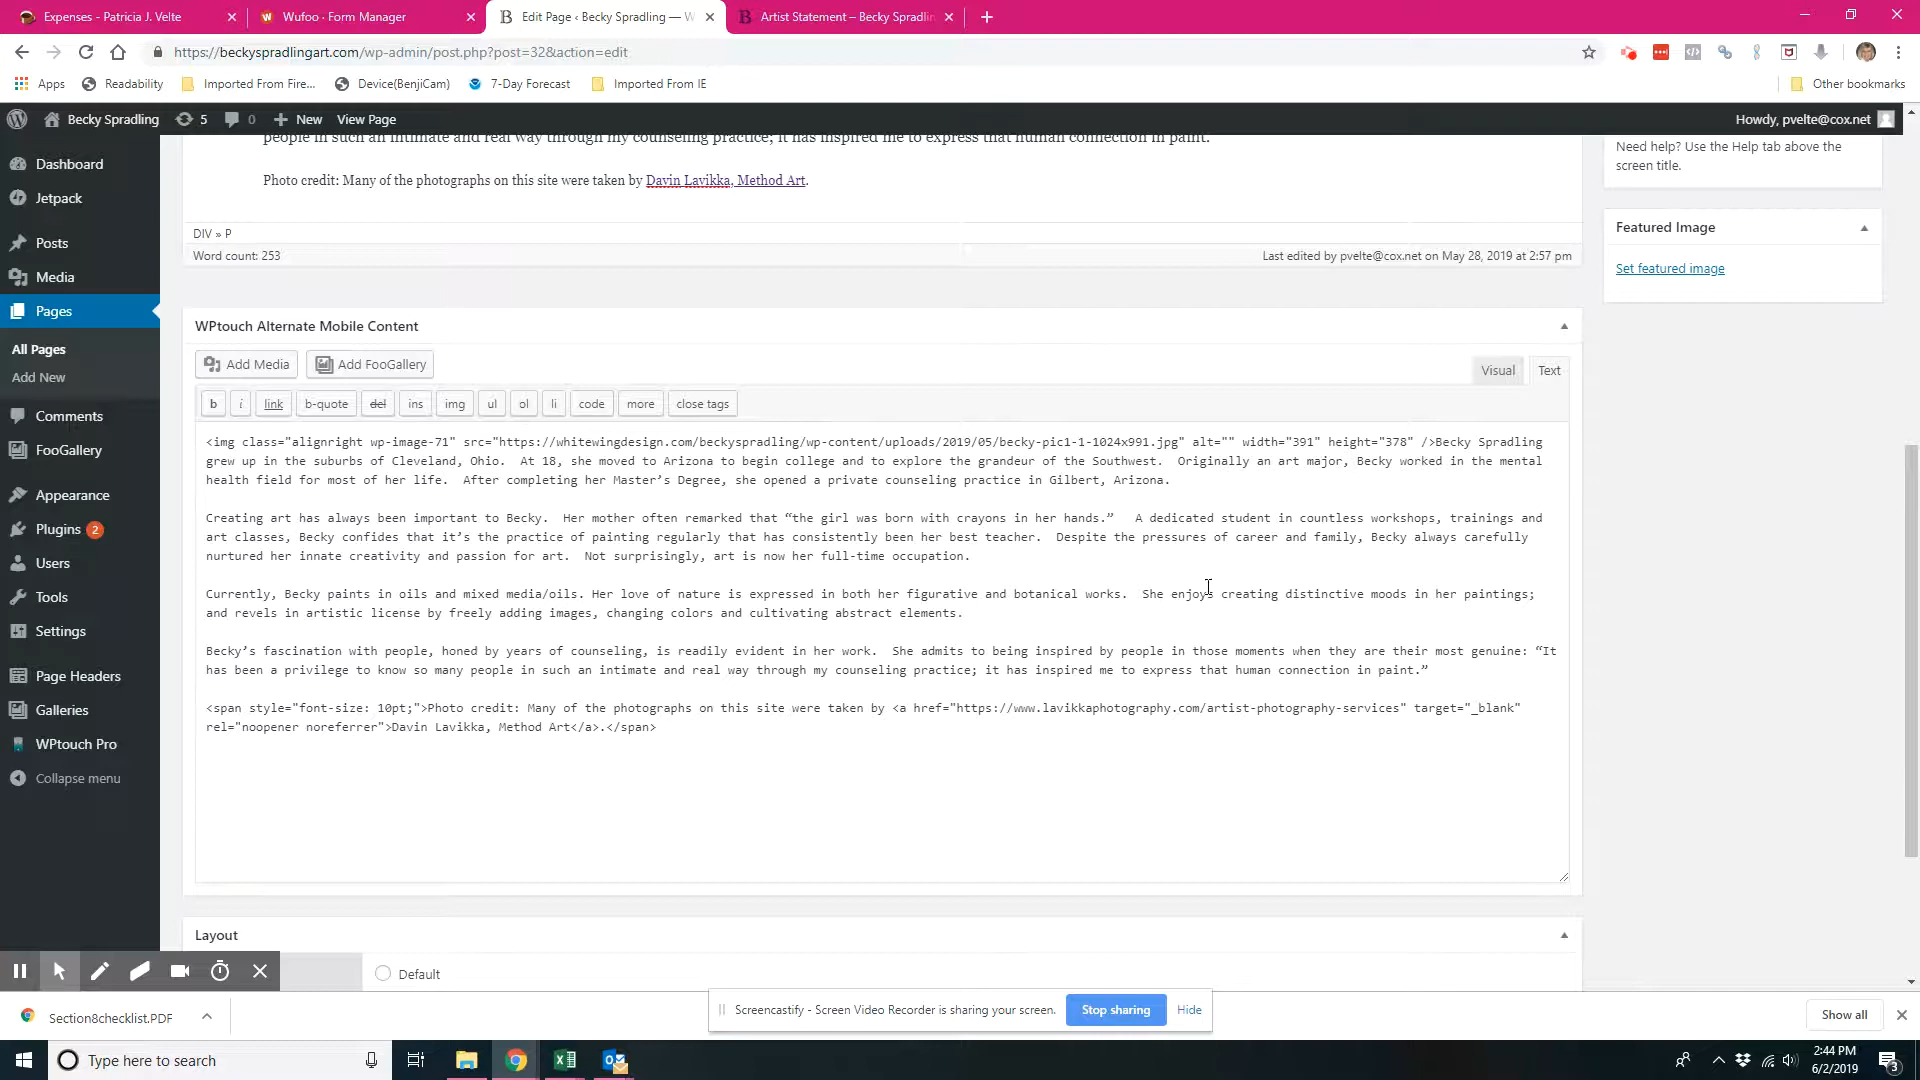 Expenses - Patricia J. Velte
Wufoo · Form Manager
Edit Page ‹ Becky Spradling — W
Artist Statement – Becky Spradlin
https://beckyspradlingart.com/wp-admin/post.php?post=32&action=edit
Apps
Readability
Imported From Fire...
Device(BenjiCam)
7-Day Forecast
Imported From IE
Other bookmarks
Becky Spradling
5
0
New
View Page
Howdy, pvelte@cox.net
Dashboard
Jetpack
Posts
Media
Pages
All Pages
Add New
Comments
FooGallery
Appearance
Plugins 2
Users
Tools
Settings
Page Headers
Galleries
WPtouch Pro
Collapse menu
people in such an intimate and real way through my counseling practice; it has inspired me to express that human connection in paint.
Photo credit: Many of the photographs on this site were taken by Davin Lavikka, Method Art.
DIV » P
Word count: 253
Last edited by pvelte@cox.net on May 28, 2019 at 2:57 pm
Need help? Use the Help tab above the
screen title.
Featured Image
Set featured image
WPtouch Alternate Mobile Content
Add Media
Add FooGallery
Visual
Text
b
i
link
b-quote
del
ins
img
ul
ol
li
code
more
close tags
<img class="alignright wp-image-71" src="https://whitewingdesign.com/beckyspradling/wp-content/uploads/2019/05/becky-pic1-1-1024x991.jpg" alt="" width="391" height="378" />Becky Spradling
grew up in the suburbs of Cleveland, Ohio.  At 18, she moved to Arizona to begin college and to explore the grandeur of the Southwest.  Originally an art major, Becky worked in the mental
health field for most of her life.  After completing her Master’s Degree, she opened a private counseling practice in Gilbert, Arizona.
Creating art has always been important to Becky.  Her mother often remarked that “the girl was born with crayons in her hands.”   A dedicated student in countless workshops, trainings and
art classes, Becky confides that it’s the practice of painting regularly that has consistently been her best teacher.  Despite the pressures of career and family, Becky always carefully
nurtured her innate creativity and passion for art.  Not surprisingly, art is now her full-time occupation.
Currently, Becky paints in oils and mixed media/oils. Her love of nature is expressed in both her figurative and botanical works.  She enjoys creating distinctive moods in her paintings;
and revels in artistic license by freely adding images, changing colors and cultivating abstract elements.
Becky’s fascination with people, honed by years of counseling, is readily evident in her work.  She admits to being inspired by people in those moments when they are their most genuine: “It
has been a privilege to know so many people in such an intimate and real way through my counseling practice; it has inspired me to express that human connection in paint.”
<span style="font-size: 10pt;">Photo credit: Many of the photographs on this site were taken by <a href="https://www.lavikkaphotography.com/artist-photography-services" target="_blank"
rel="noopener noreferrer">Davin Lavikka, Method Art</a>.</span>
Layout
Default
Screencastify - Screen Video Recorder is sharing your screen.
Stop sharing
Hide
Section8checklist.PDF
Show all
Type here to search
2:44 PM
6/2/2019
3